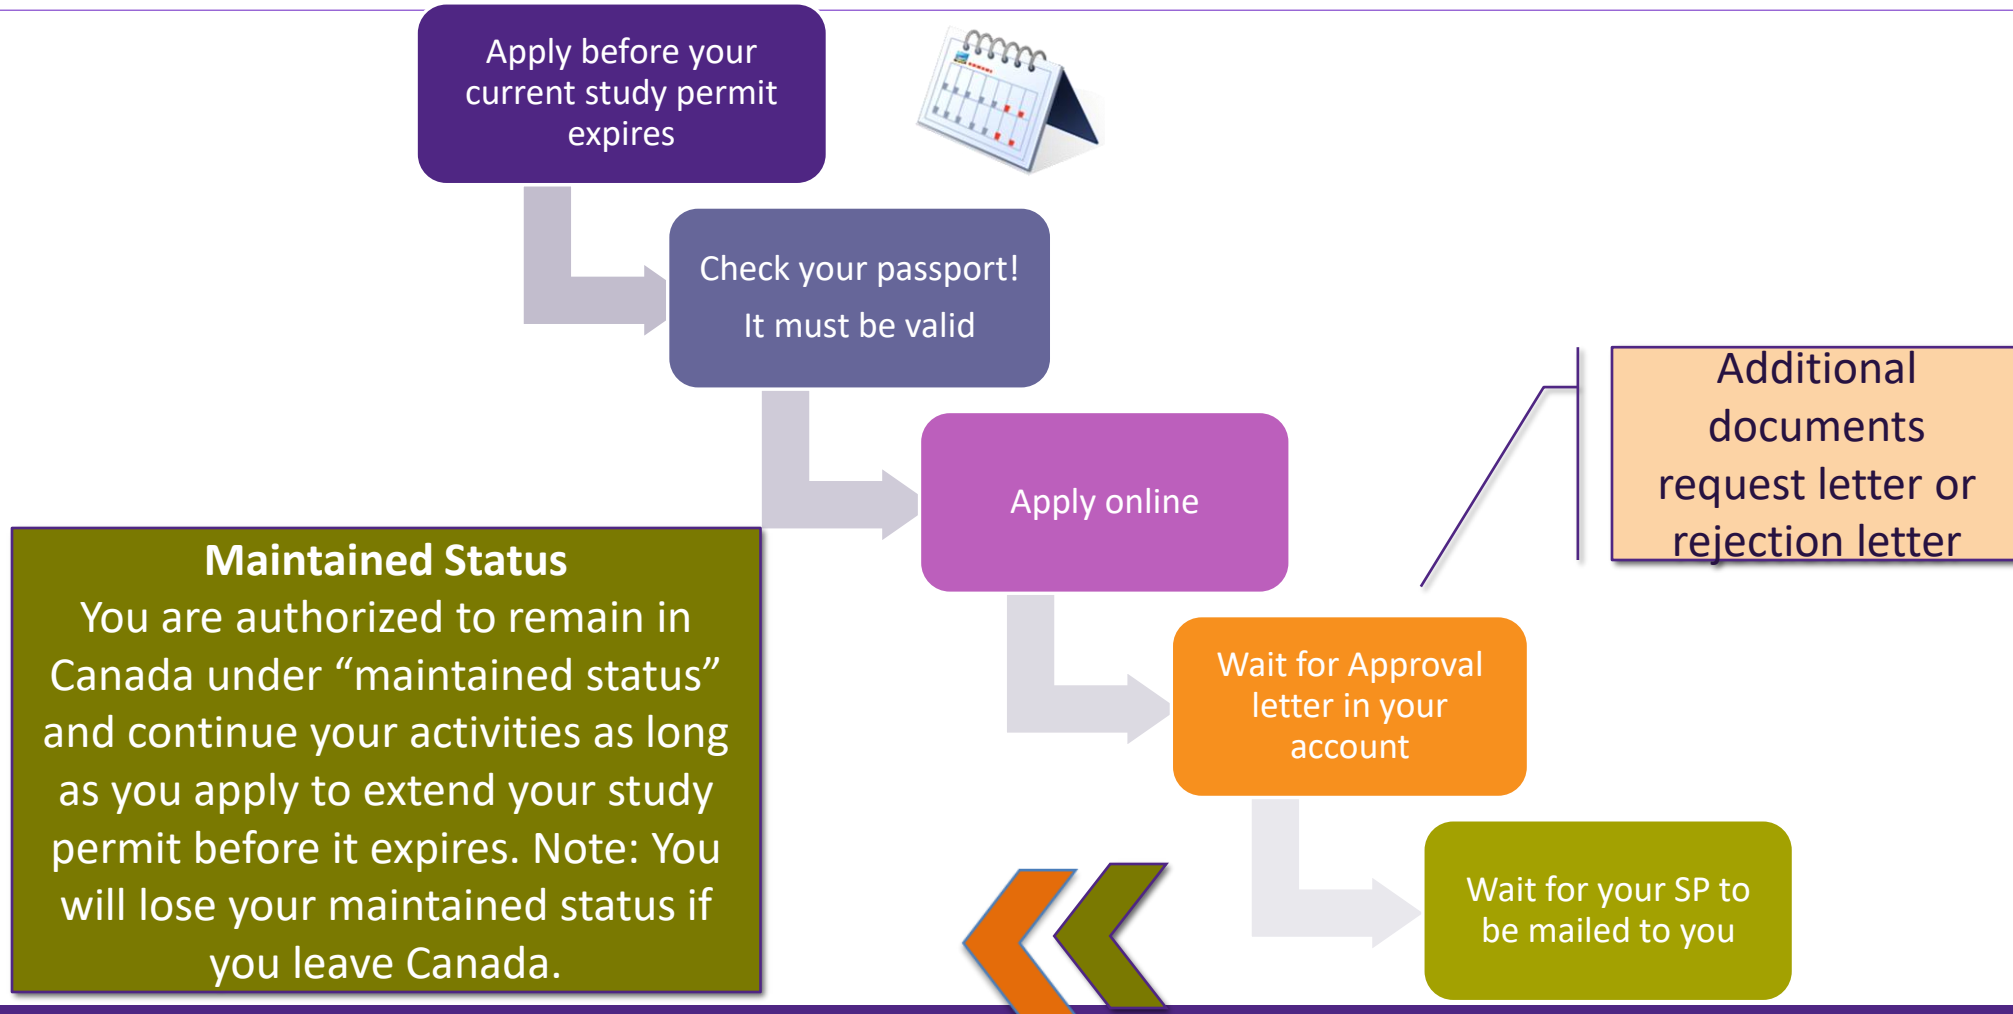 Apply before your
current study permit
expires
Check your passport!
It must be valid
Apply online
Additional
documents
request letter or
rejection letter
Maintained Status
You are authorized to remain in
Canada under “maintained status”
and continue your activities as long
as you apply to extend your study
permit before it expires. Note: You
will lose your maintained status if
you leave Canada.
Wait for Approval
letter in your
account
Wait for your SP to
be mailed to you